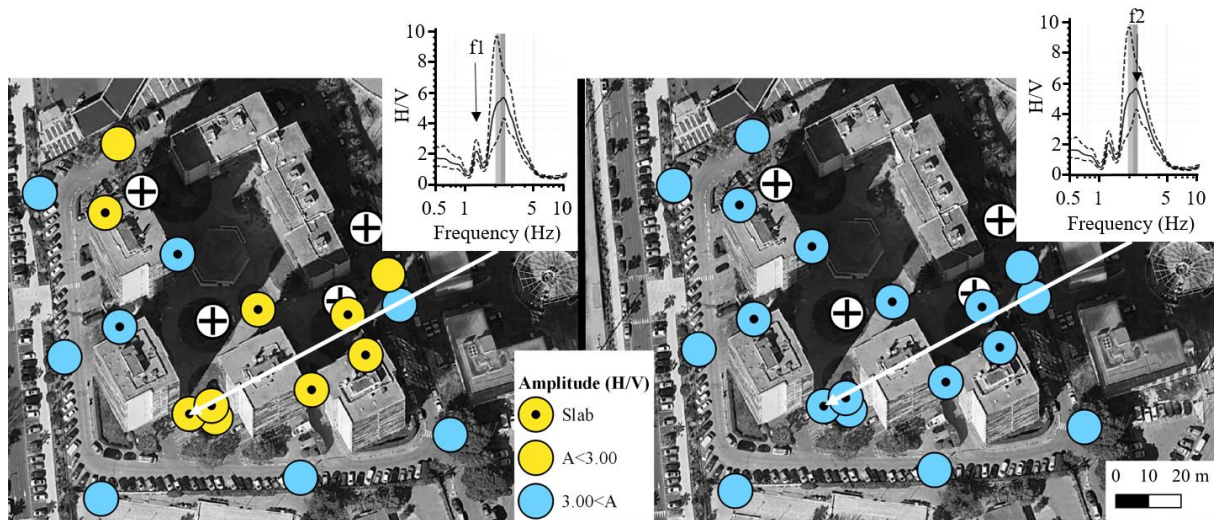 10
8
6
4
2
0
H/V
f1
0.5 1 5 10
Frequency (Hz)
10
8
6
4
2
0
H/V
f2
0.5 1 5 10
Frequency (Hz)
Amplitude (H/V)
Slab
A<3.00
3.00<A
0 10 20 m